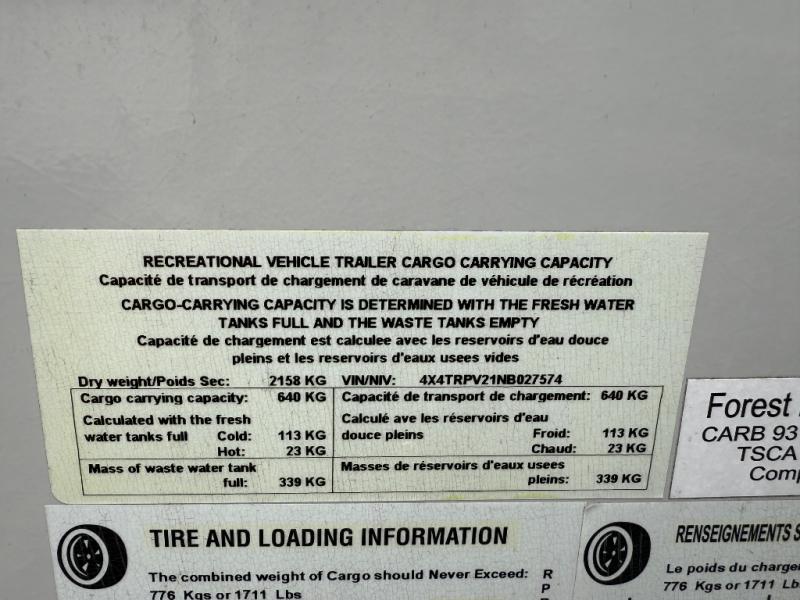 RECREATIONAL VEHICLE TRAILER CARGO CARRYING CAPACITY
Capacité de transport de chargement de caravane de véhicule de récréation
CARGO-CARRYING CAPACITY IS DETERMINED WITH THE FRESH WATER
TANKS FULL AND THE WASTE TANKS EMPTY
Capacité de chargement est calculee avec les reservoirs d'eau douce
pleins et les reservoirs d'eaux usees vides
Dry weight/Poids Sec: 2158 KG VIN/NIV: 4X4TRPV21NB027574
Cargo carrying capacity: 640 KG
Calculated with the fresh
water tanks full Cold: 113 KG
Hot: 23 KG
Mass of waste water tank
full: 339 KG
Capacité de transport de chargement: 640 KG
Calculé ave les réservoirs d'eau
douce pleins Froid: 113 KG
Chaud: 23 KG
Masses de réservoirs d'eaux usees
pleins: 339 KG
Forest
CARB 93
TSCA
Comp
TIRE AND LOADING INFORMATION
The combined weight of Cargo should Never Exceed: R
776 Kgs or 1711 Lbs P
RENSEIGNEMENTS S
Le poids du charge
776 Kgs or 1711 Lbs